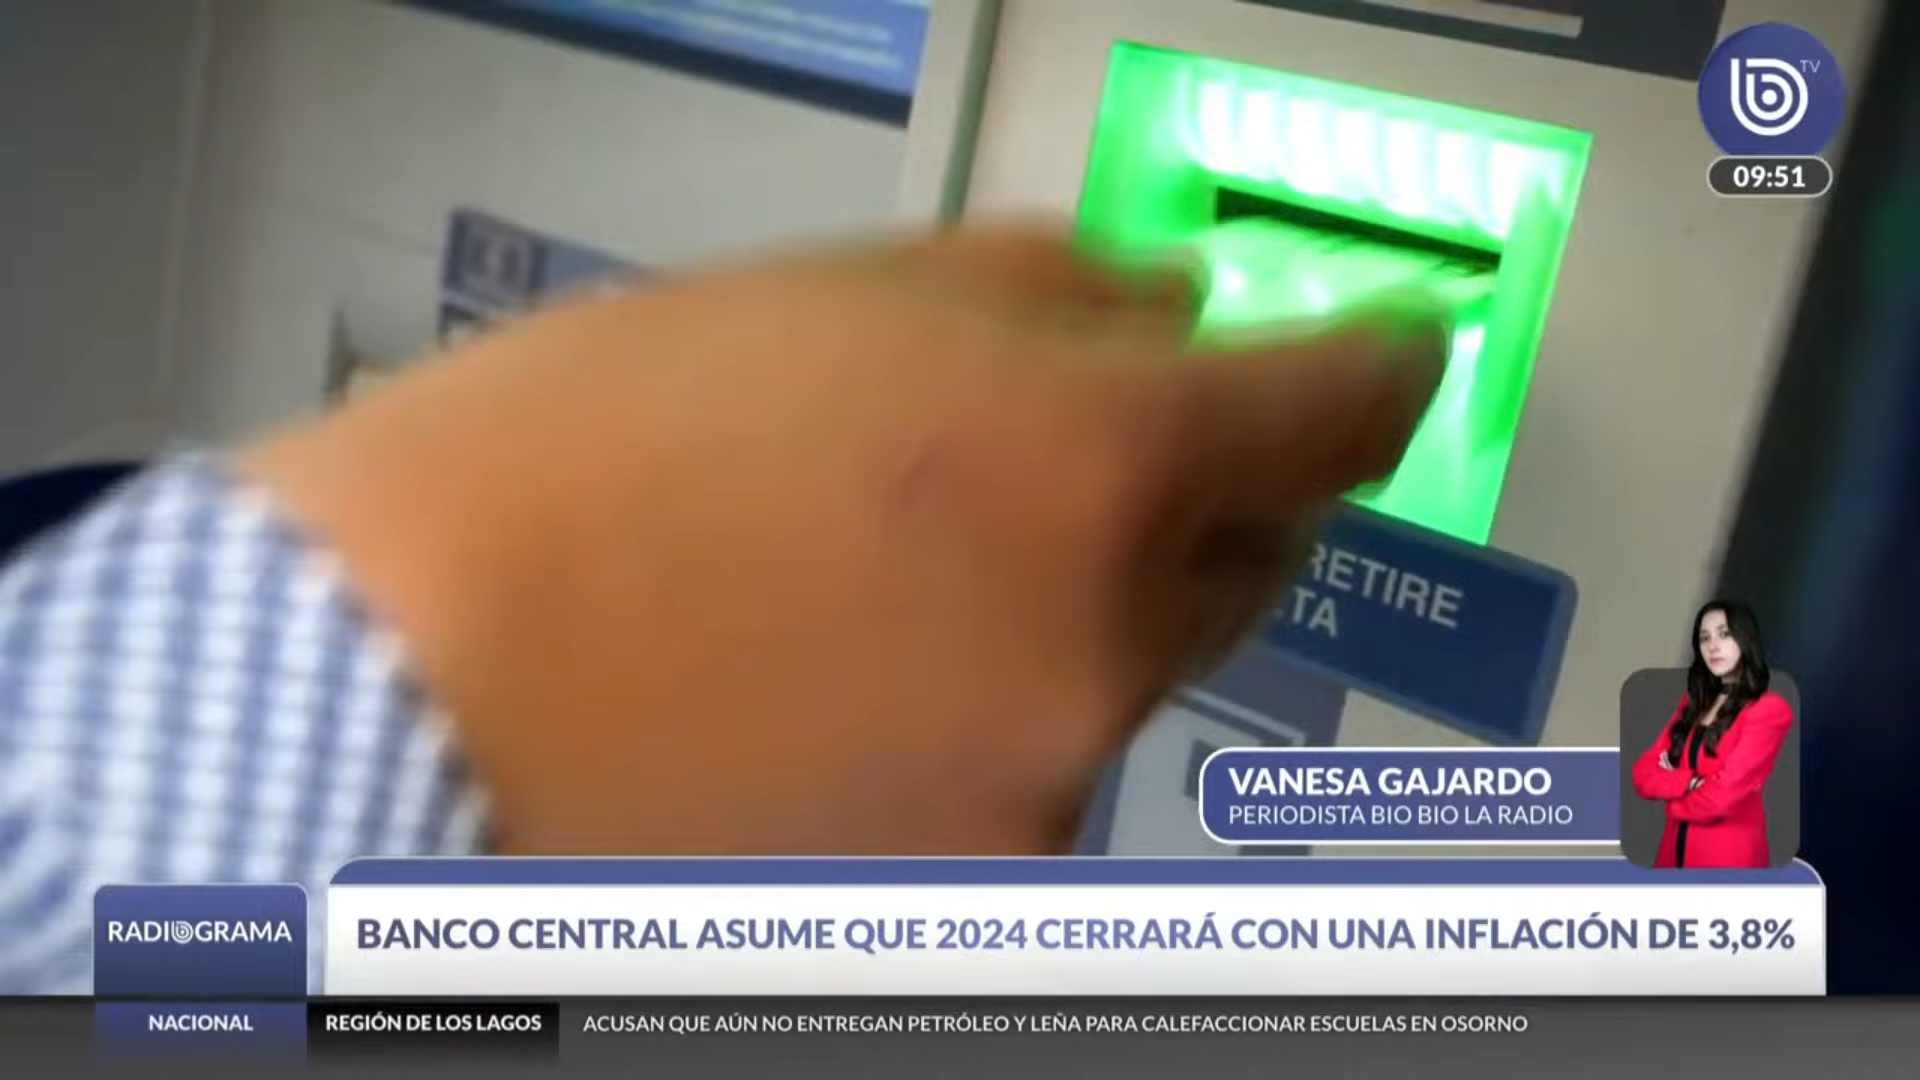 TV
09:51
RETIRE
VANESA GAJARDO
PERIODISTA BIO BIO LA RADIO
RADIOGRAMA
BANCO CENTRAL ASUME QUE 2024 CERRARÁ CON UNA INFLACIÓN DE 3,8%
NACIONAL
REGIÓN DE LOS LAGOS
ACUSAN QUE AÚN NO ENTREGAN PETRÓLEO Y LEÑA PARA CALEFACCIONAR ESCUELAS EN OSORNO